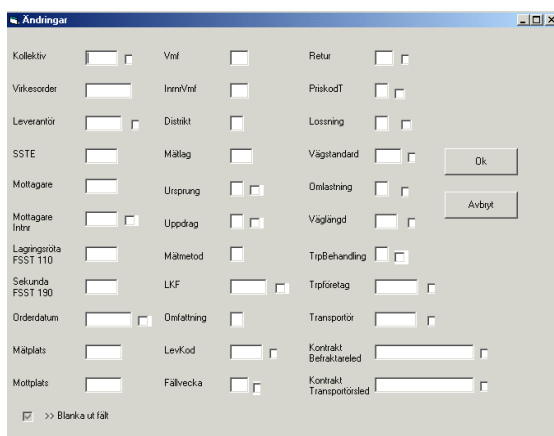 Ändringar
Kollektiv
Virkesorder
Leverantör
SSTE
Mottagare
Mottagare
Intnr
Lagringsröta
FSST 110
Sekunda
FSST 190
Orderdatum
Mätplats
Mottplats
>> Blanka ut fält
Vmf
InrnrVmf
Distrikt
Mätlag
Ursprung
Uppdrag
Mätmetod
LKF
Omfattning
LevKod
Fällvecka
Retur
PriskodT
Lossning
Vägstandard
Omlastning
Väglängd
TrpBehandling
Trpföretag
Transportör
Kontrakt
Befraktareled
Kontrakt
Transportörsled
Ok
Avbryt